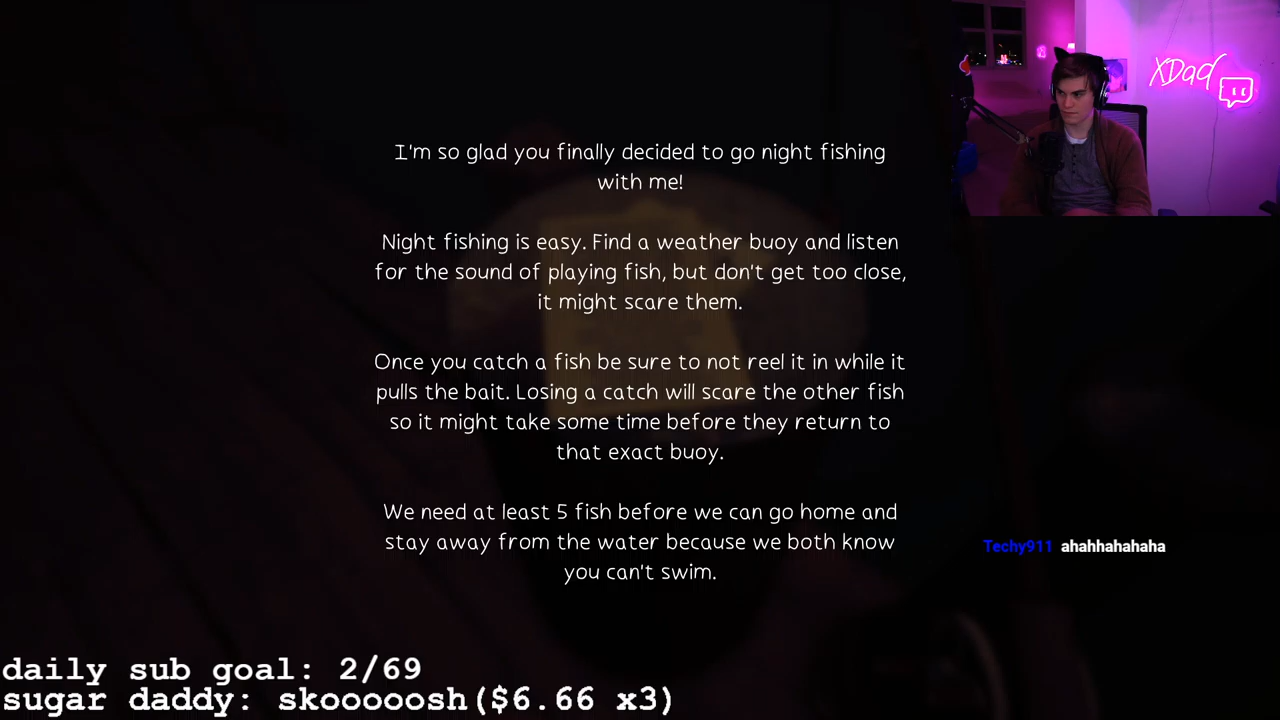 XDad
I'm so glad you finally decided to go night fishing
with me!
Night fishing is easy. Find a weather buoy and listen
for the sound of playing fish, but don't get too close,
it might scare them.
Once you catch a fish be sure to not reel it in while it
pulls the bait. Losing a catch will scare the other fish
so it might take some time before they return to
that exact buoy.
We need at least 5 fish before we can go home and
stay away from the water because we both know
you can't swim.
Techy911 ahahhahahaha
daily sub goal: 2/69
sugar daddy: skooooosh($6.66 x3)